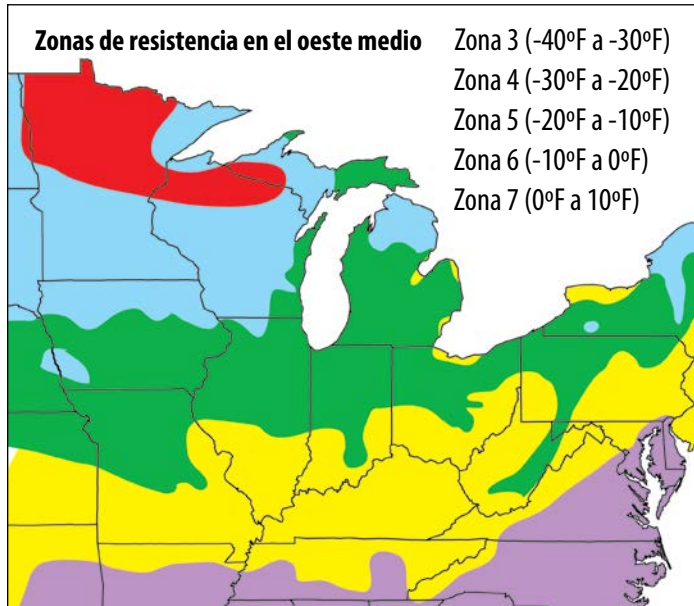 Zonas de resistencia en el oeste medio
Zona 3 (-40ºF a -30ºF)
Zona 4 (-30ºF a -20ºF)
Zona 5 (-20ºF a -10ºF)
Zona 6 (-10ºF a 0ºF)
Zona 7 (0ºF a 10ºF)